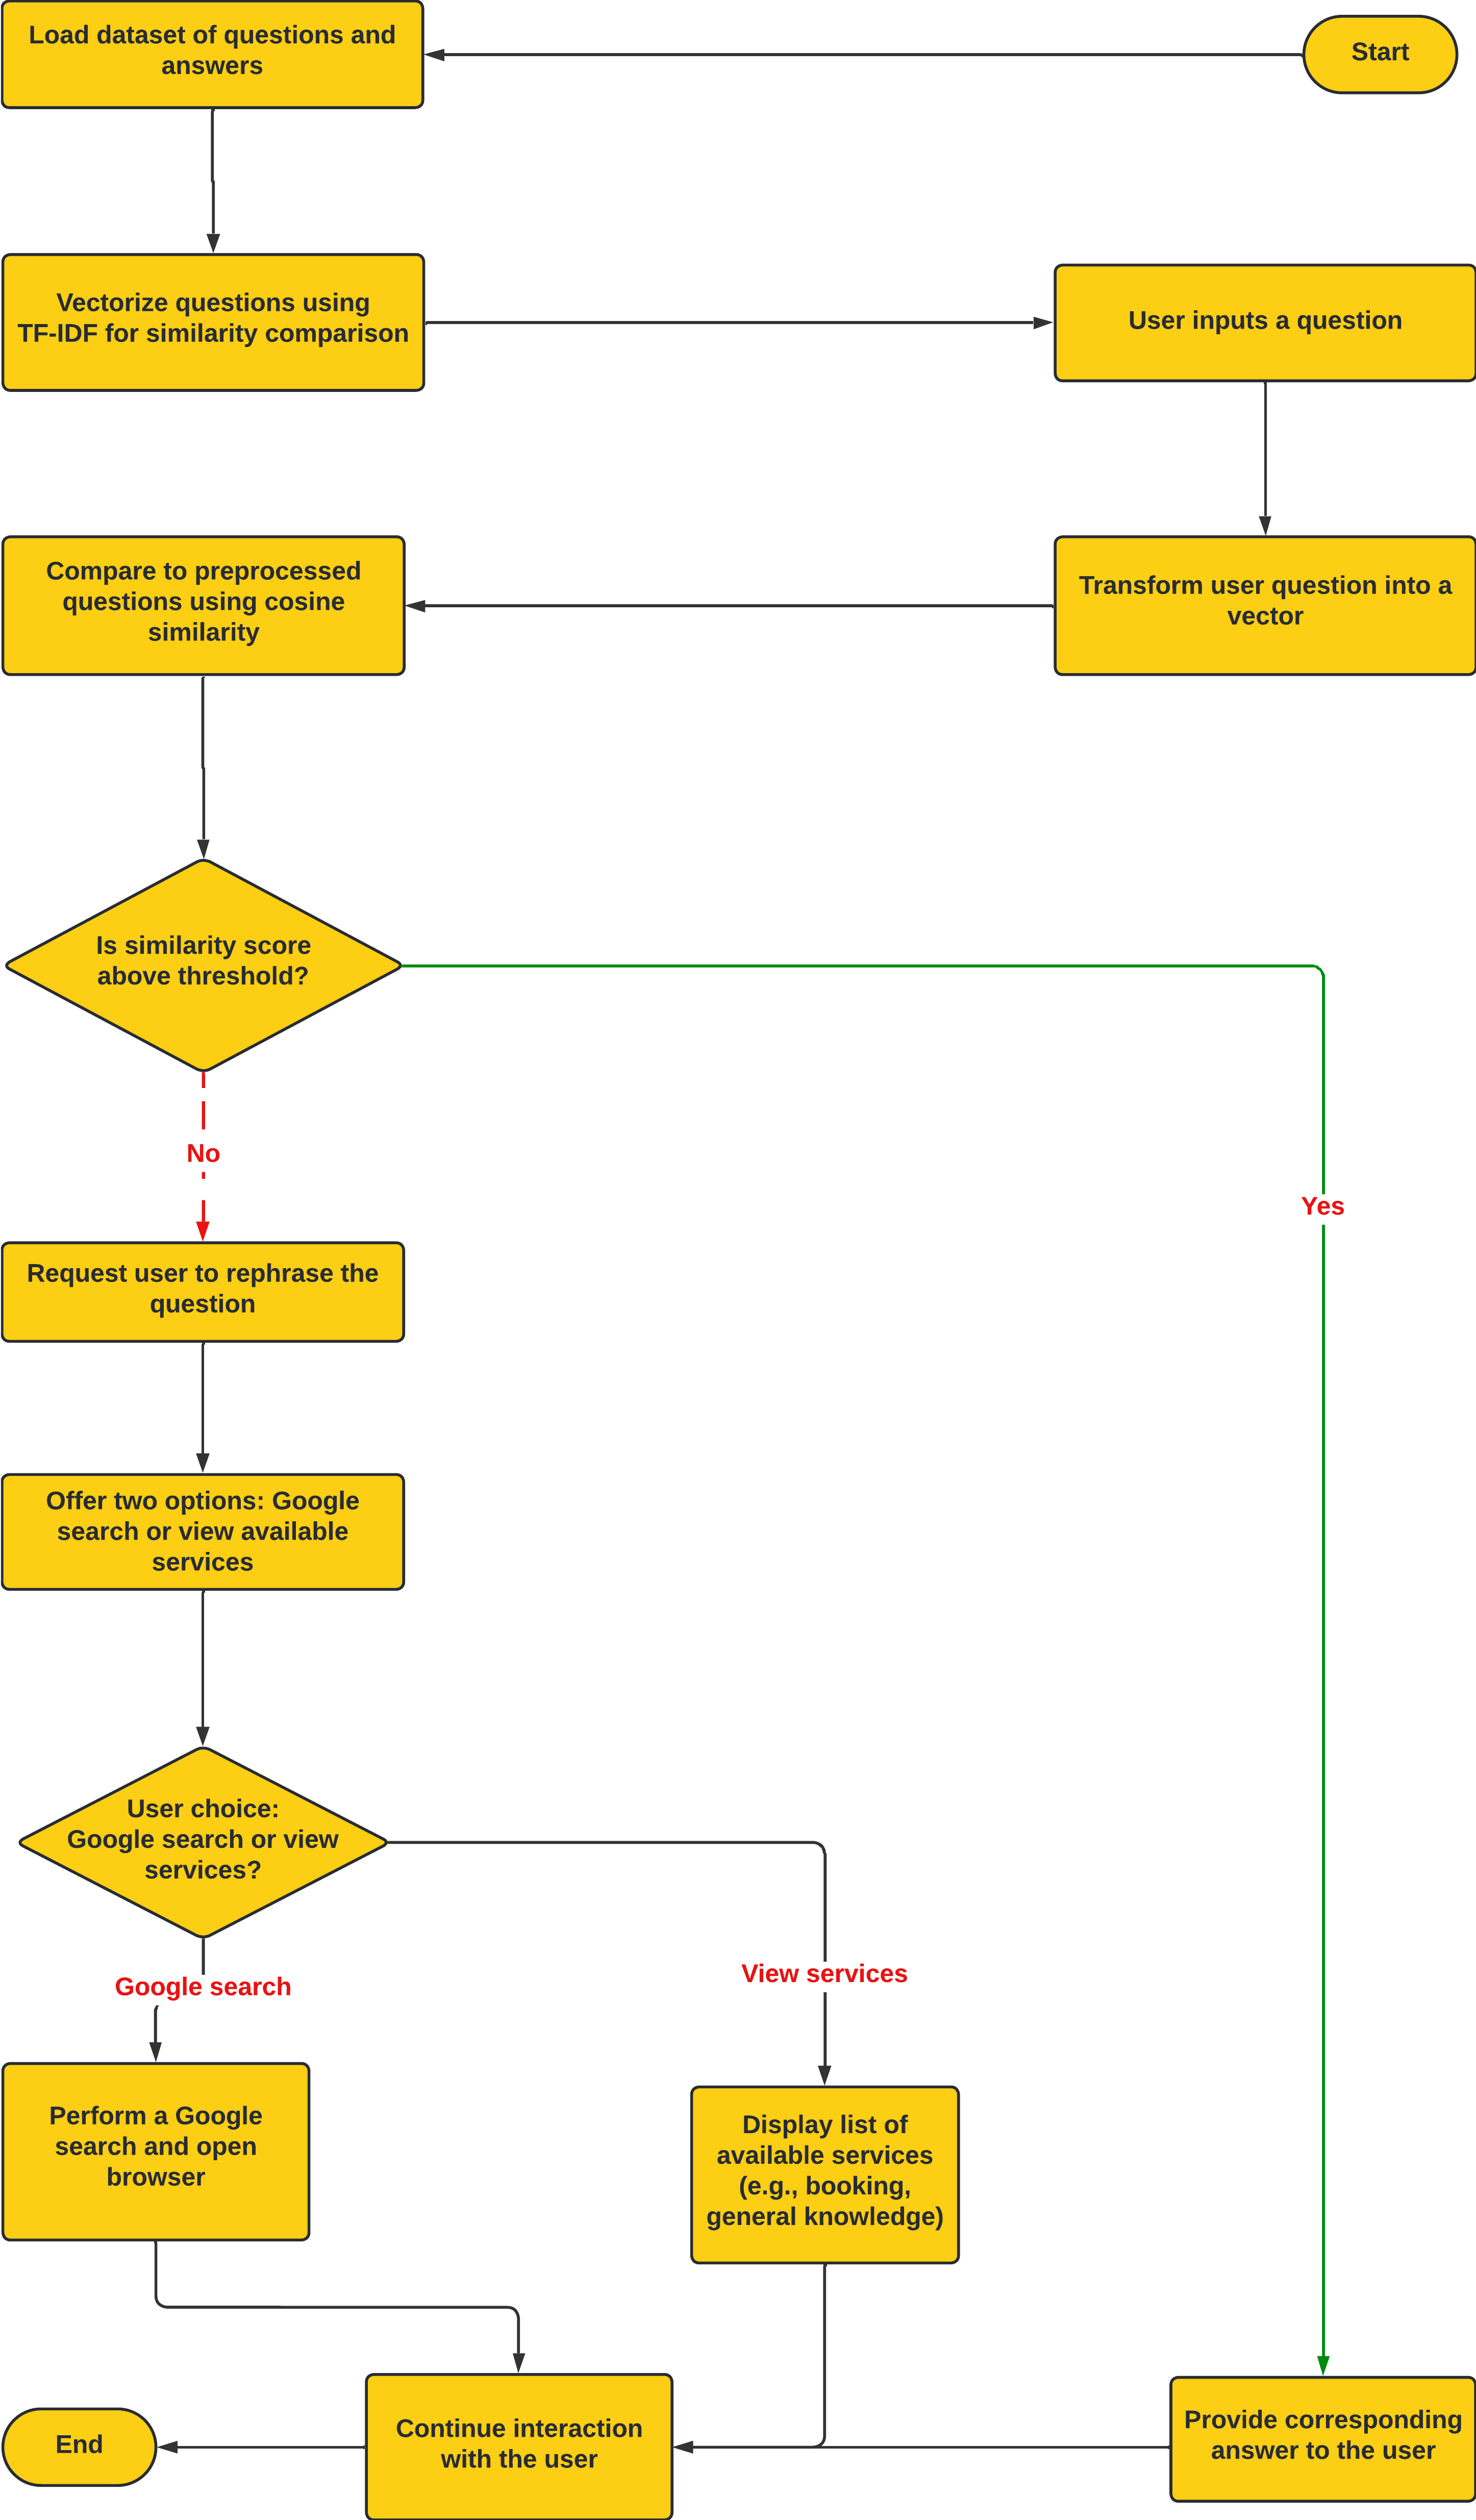 Load dataset of questions and
answers
Start
Vectorize questions using
TF-IDF for similarity comparison
User inputs a question
Compare to preprocessed
questions using cosine
similarity
Transform user question into a
vector
Is similarity score
above threshold?
No
Yes
Request user to rephrase the
question
Offer two options: Google
search or view available
services
User choice:
Google search or view
services?
Google search
View services
Perform a Google
search and open
browser
Display list of
available services
(e.g., booking,
general knowledge)
End
Continue interaction
with the user
Provide corresponding
answer to the user